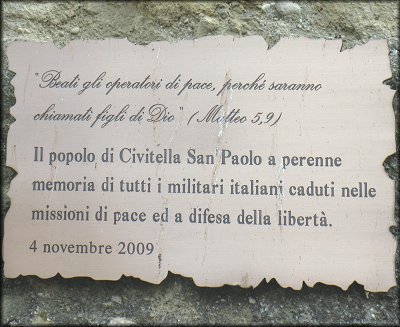 "Beati gli operatori di pace, perché saranno
chiamati figli di Dio" (Matteo 5,9)
Il popolo di Civitella San Paolo a perenne
memoria di tutti i militari italiani caduti nelle
missioni di pace ed a difesa della libertà.
4 novembre 2009